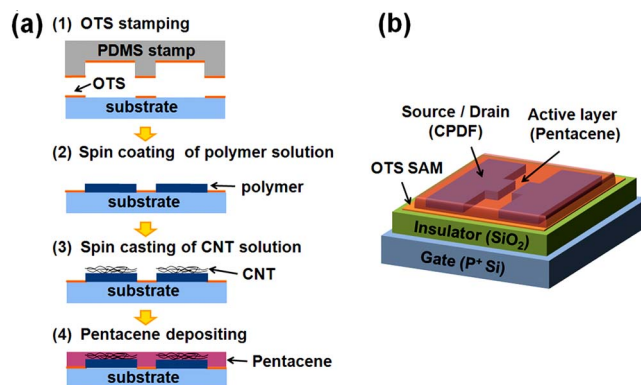 (a)
(1) OTS stamping
PDMS stamp
OTS
substrate
(2) Spin coating of polymer solution
polymer
substrate
(3) Spin casting of CNT solution
CNT
substrate
(4) Pentacene depositing
Pentacene
substrate
(b)
Source / Drain
(CPDF)
Active layer
(Pentacene)
OTS SAM
Insulator (SiO₂)
Gate (P⁺ Si)